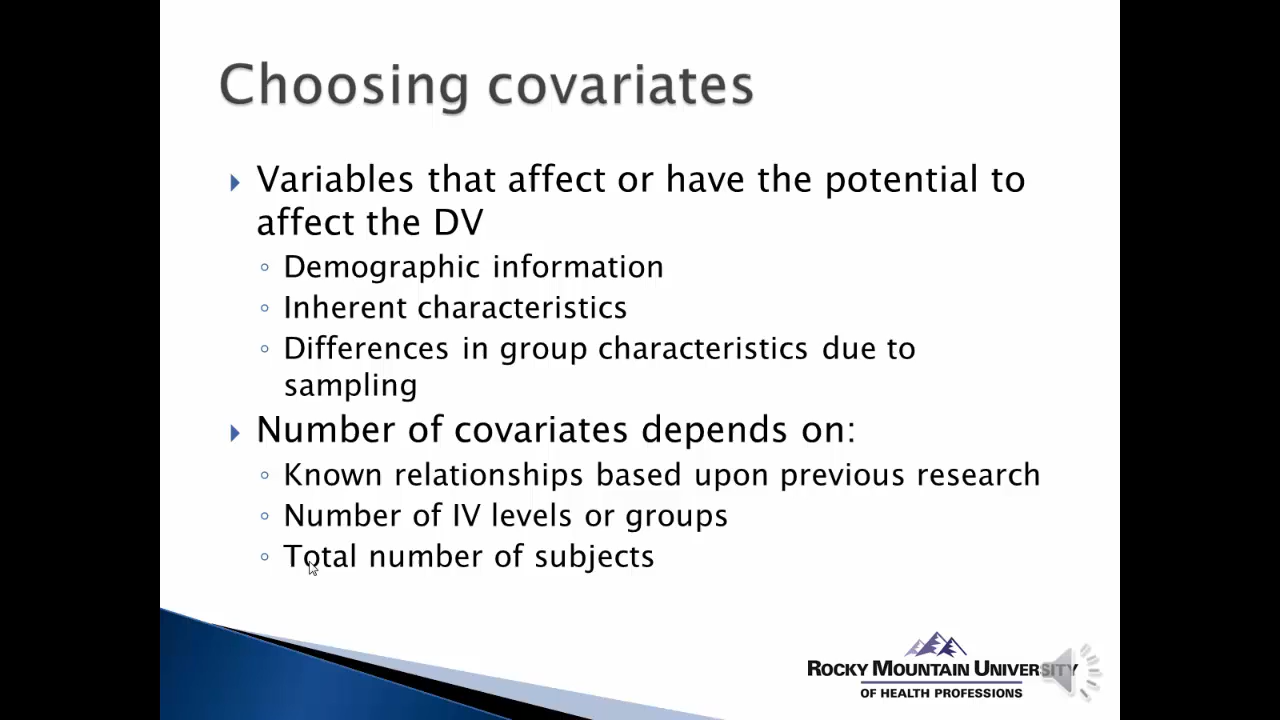 Choosing covariates
Variables that affect or have the potential to
affect the DV
Demographic information
Inherent characteristics
Differences in group characteristics due to
sampling
Number of covariates depends on:
Known relationships based upon previous research
Number of IV levels or groups
Total number of subjects
ROCKY MOUNTAIN UNIVERSITY
OF HEALTH PROFESSIONS